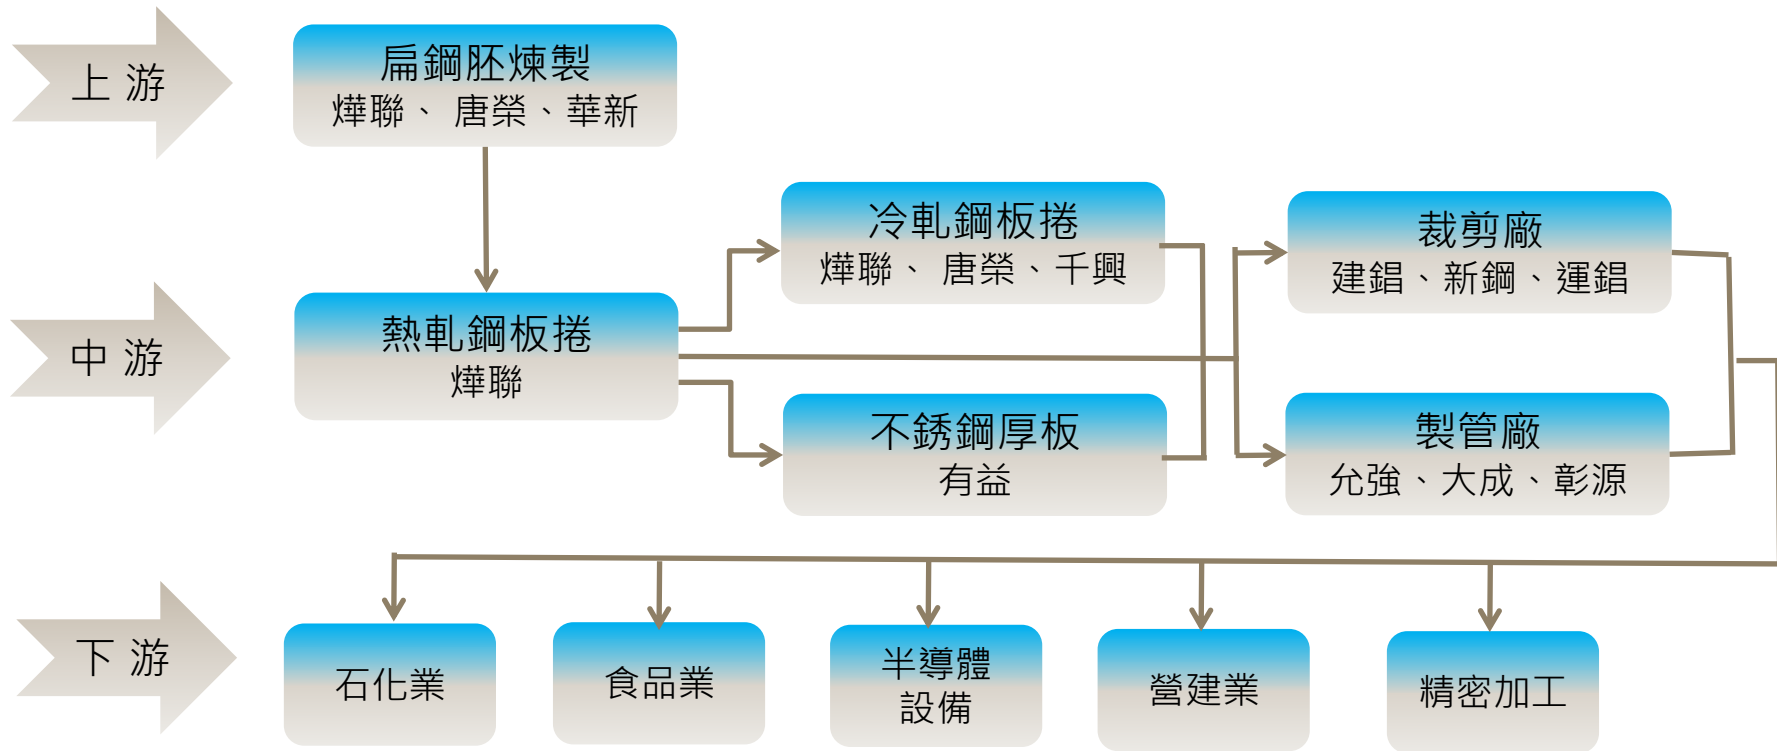 上 游
扁鋼胚煉製
燁聯、 唐榮、華新
中 游
熱軋鋼板捲
燁聯
冷軋鋼板捲
燁聯、 唐榮、千興
不銹鋼厚板
有益
裁剪廠
建錩、新鋼、運錩
製管廠
允強、大成、彰源
下 游
石化業
食品業
半導體
設備
營建業
精密加工